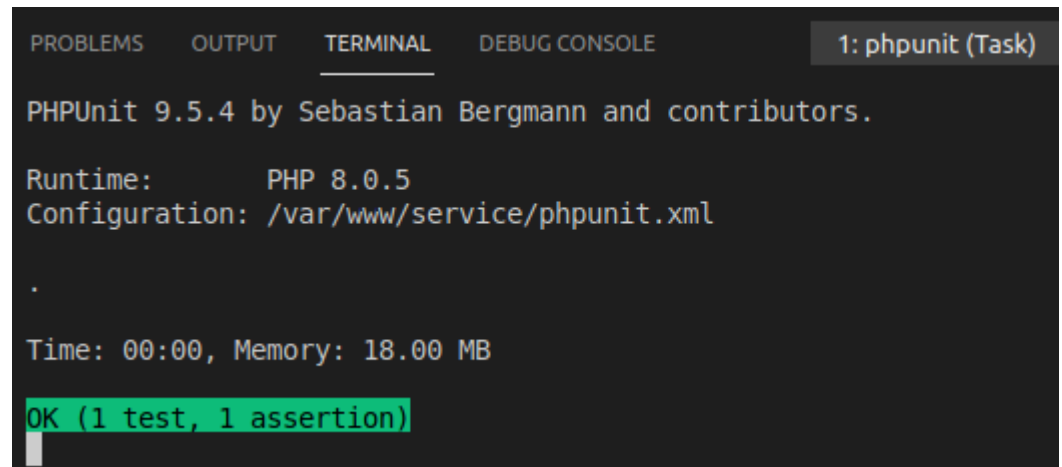 PROBLEMS OUTPUT TERMINAL DEBUG CONSOLE 1: phpunit (Task)
PHPUnit 9.5.4 by Sebastian Bergmann and contributors.
Runtime:       PHP 8.0.5
Configuration: /var/www/service/phpunit.xml
.
Time: 00:00, Memory: 18.00 MB
OK (1 test, 1 assertion)